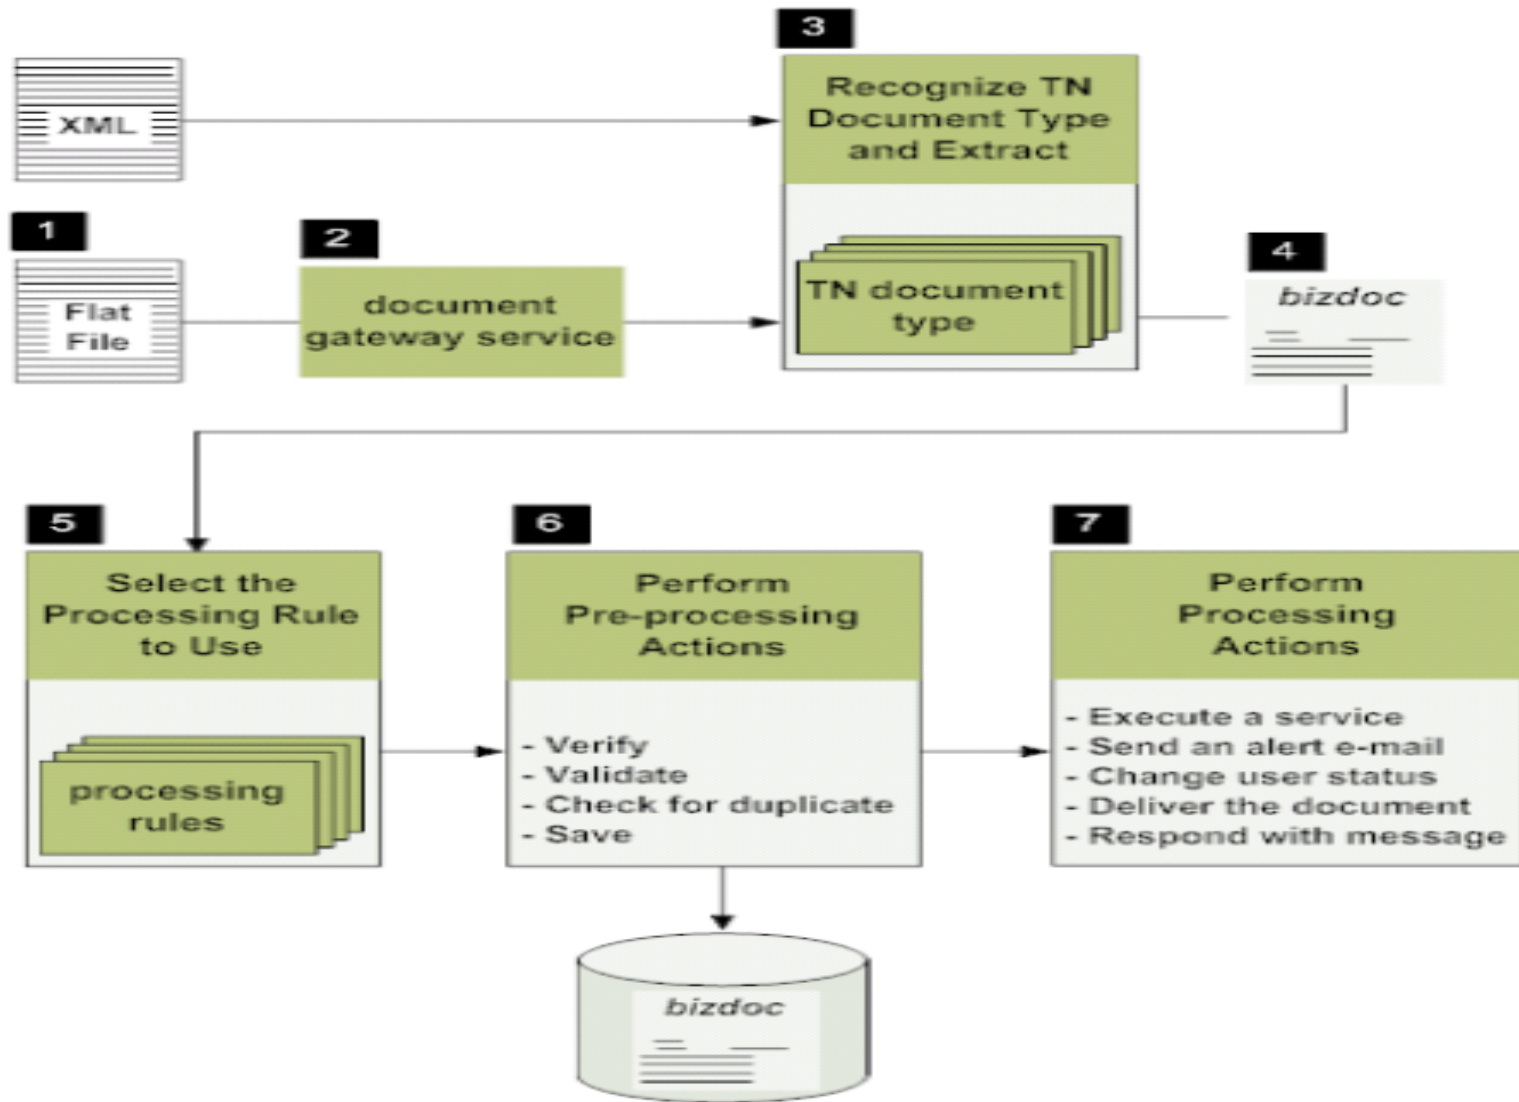 3
Recognize TN
Document Type
and Extract
XML
1
2
4
Flat
File
document
gateway service
TN document
type
bizdoc
5
6
7
Select the
Processing Rule
to Use
Perform
Pre-processing
Actions
Perform
Processing
Actions
processing
rules
- Verify
- Validate
- Check for duplicate
- Save
- Execute a service
- Send an alert e-mail
- Change user status
- Deliver the document
- Respond with message
bizdoc